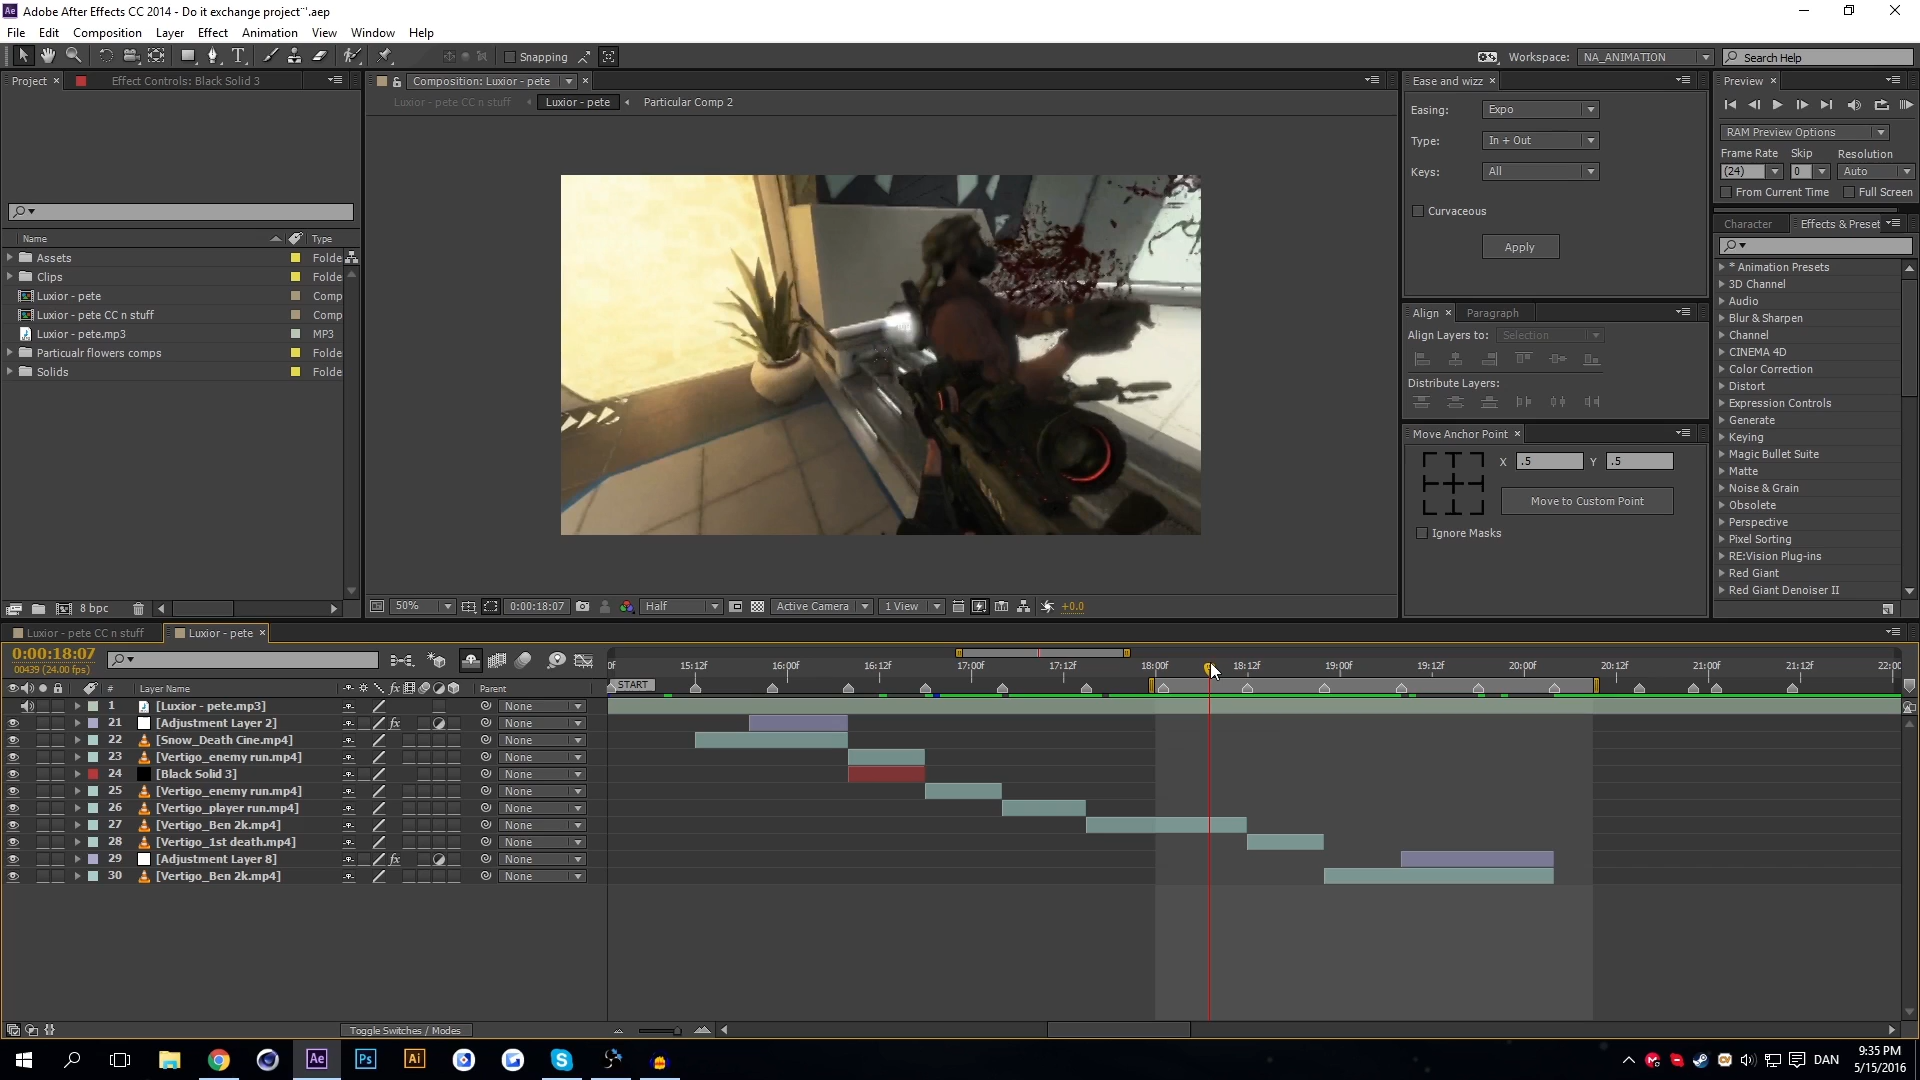 Adobe After Effects CC 2014 - Do it exchange project¨.aep
File Edit Composition Layer Effect Animation View Window Help
Snapping
Workspace: NA_ANIMATION
Search Help
Project
Effect Controls: Black Solid 3
Name Type
Assets Folde
Clips Folde
Luxior - pete Comp
Luxior - pete CC n stuff Comp
Luxior - pete.mp3 MP3
Particualr flowers comps Folde
Solids Folde
8 bpc
Composition: Luxior - pete
Luxior - pete CC n stuff Luxior - pete Particular Comp 2
50% 0:00:18:07 Half Active Camera 1 View +0.0
Ease and wizz
Easing: Expo
Type: In + Out
Keys: All
Curvaceous
Apply
Align Paragraph
Align Layers to: Selection
Distribute Layers:
Move Anchor Point
X .5 Y .5
Move to Custom Point
Ignore Masks
Preview
RAM Preview Options
Frame Rate Skip Resolution
(24) 0 Auto
From Current Time Full Screen
Character Effects & Preset
* Animation Presets
3D Channel
Audio
Blur & Sharpen
Channel
CINEMA 4D
Color Correction
Distort
Expression Controls
Generate
Keying
Magic Bullet Suite
Matte
Noise & Grain
Obsolete
Perspective
Pixel Sorting
RE:Vision Plug-ins
Red Giant
Red Giant Denoiser II
Luxior - pete CC n stuff Luxior - pete
0:00:18:07
00439 (24.00 fps)
0f 15:12f 16:00f 16:12f 17:00f 17:12f 18:00f 18:12f 19:00f 19:12f 20:00f 20:12f 21:00f 21:12f 22:00
START
# Layer Name fx Parent
1 [Luxior - pete.mp3] None
21 [Adjustment Layer 2] fx None
22 [Snow_Death Cine.mp4] None
23 [Vertigo_enemy run.mp4] None
24 [Black Solid 3] None
25 [Vertigo_enemy run.mp4] None
26 [Vertigo_player run.mp4] None
27 [Vertigo_Ben 2k.mp4] None
28 [Vertigo_1st death.mp4] None
29 [Adjustment Layer 8] fx None
30 [Vertigo_Ben 2k.mp4] None
Toggle Switches / Modes
Ae Ps Ai
DAN
9:35 PM
5/15/2016